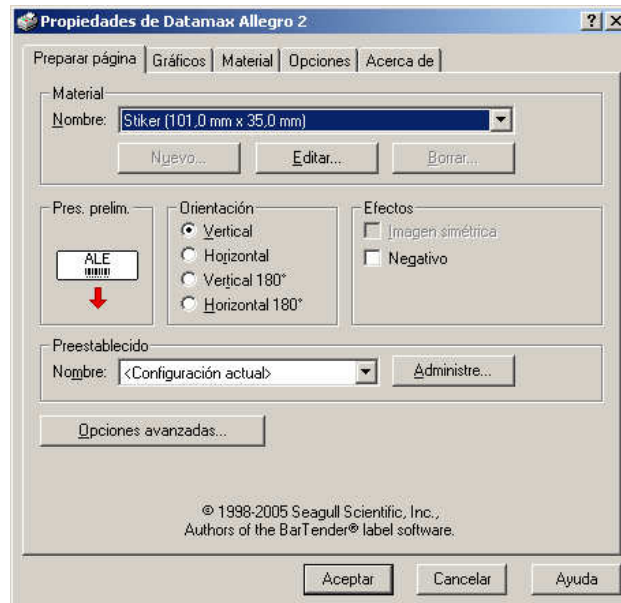 Propiedades de Datamax Allegro 2
Preparar página Gráficos Material Opciones Acerca de
Material
Nombre: Stiker (101,0 mm x 35,0 mm)
Nuevo... Editar... Borrar...
Pres. prelim.
ALE
Orientación
Vertical
Horizontal
Vertical 180°
Horizontal 180°
Efectos
Imagen simétrica
Negativo
Preestablecido
Nombre: <Configuración actual> Administre...
Opciones avanzadas...
© 1998-2005 Seagull Scientific, Inc.,
Authors of the BarTender® label software.
Aceptar Cancelar Ayuda